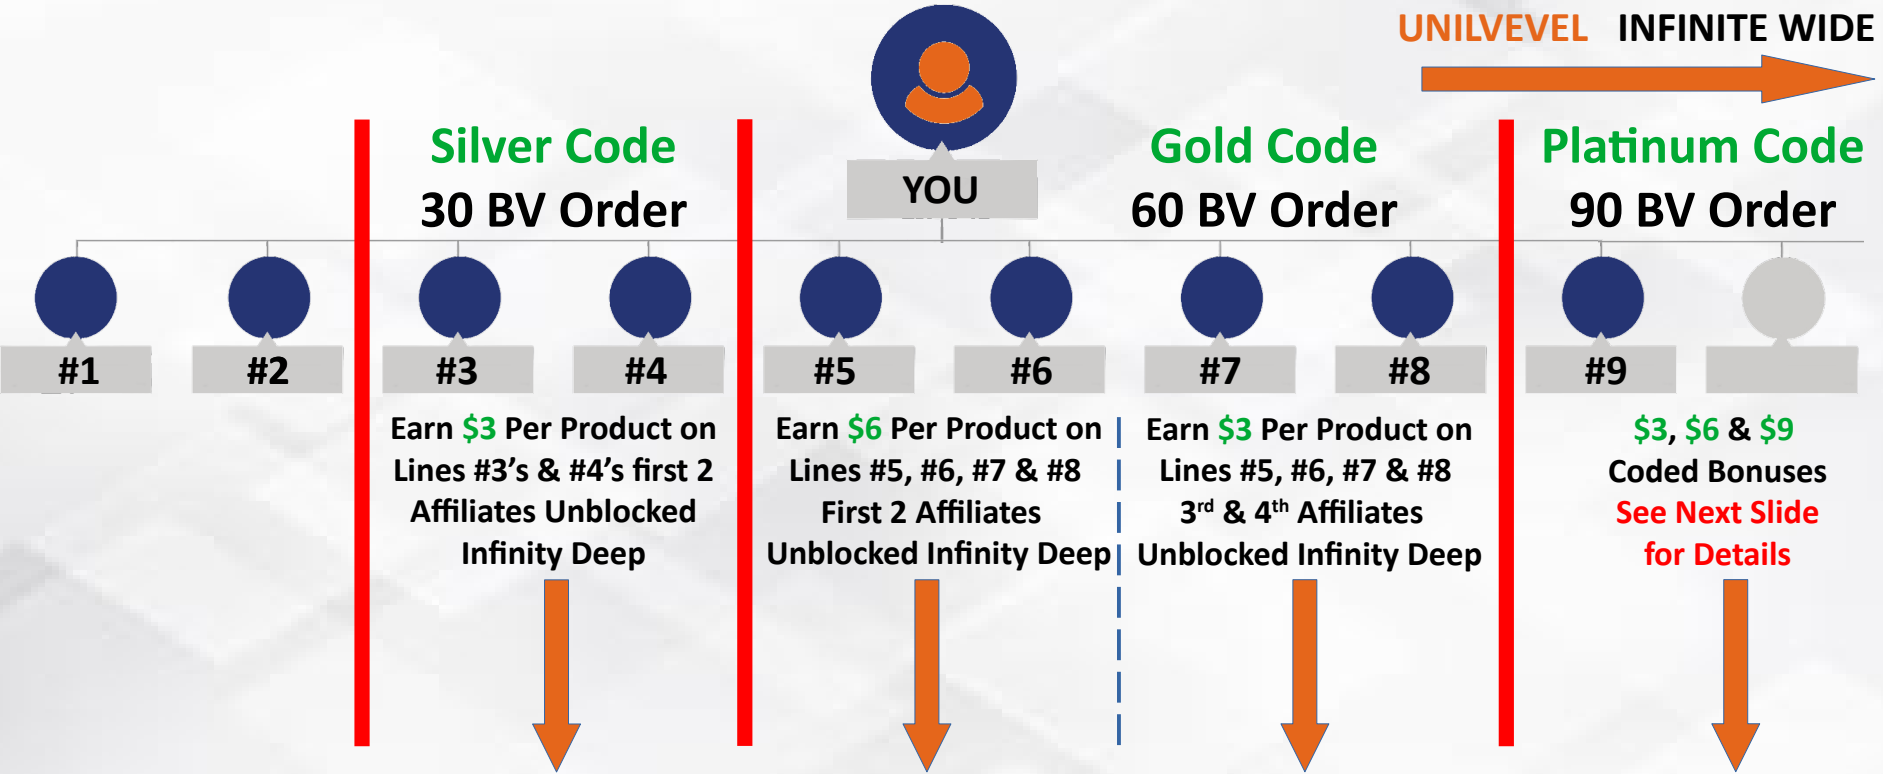 UNILVEVEL INFINITE WIDE
YOU
Silver Code
30 BV Order
Gold Code
60 BV Order
Platinum Code
90 BV Order
#1
#2
#3
#4
#5
#6
#7
#8
#9
Earn $3 Per Product on
Lines #3’s & #4’s first 2
Affiliates Unblocked
Infinity Deep
Earn $6 Per Product on
Lines #5, #6, #7 & #8
First 2 Affiliates
Unblocked Infinity Deep
Earn $3 Per Product on
Lines #5, #6, #7 & #8
3rd & 4th Affiliates
Unblocked Infinity Deep
$3, $6 & $9
Coded Bonuses
See Next Slide
for Details